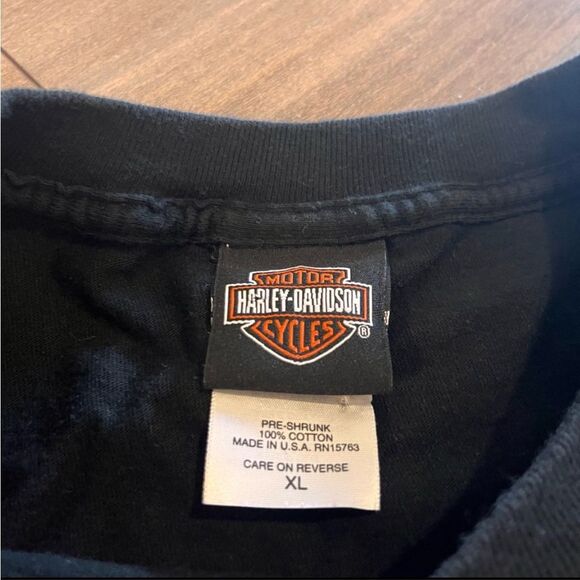 MOTOR
HARLEY-DAVIDSON
CYCLES
®
PRE-SHRUNK
100% COTTON
MADE IN U.S.A. RN15763
CARE ON REVERSE
XL